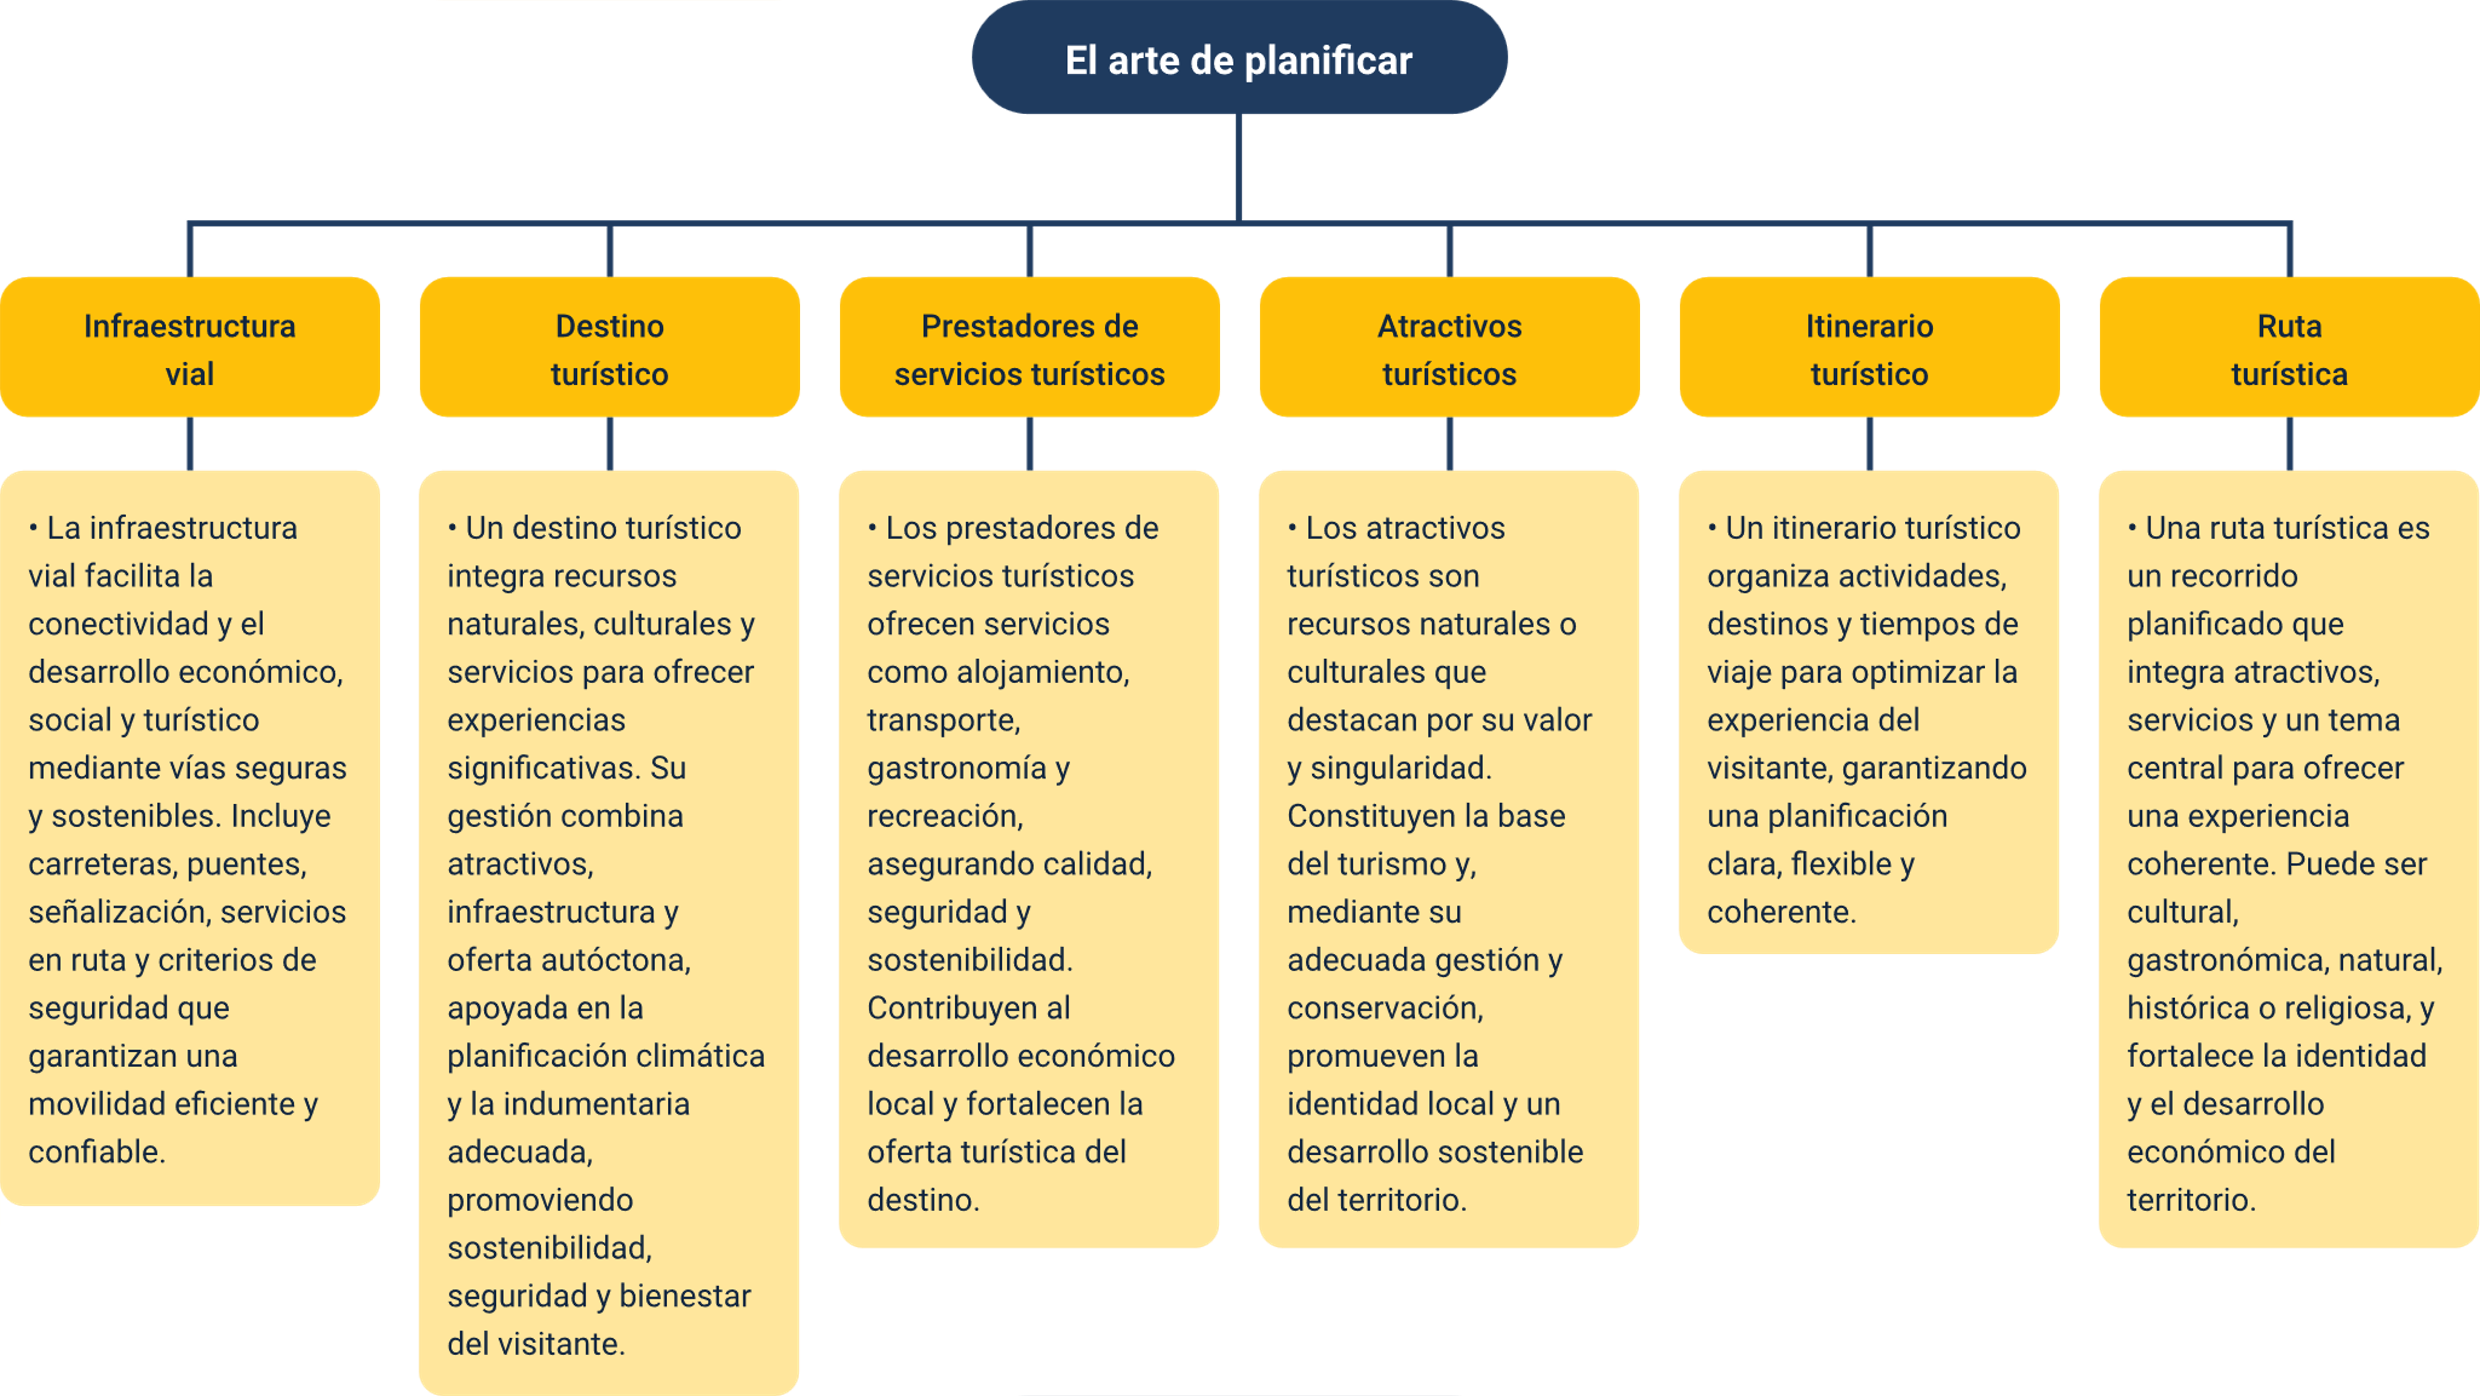 El arte de planificar
Infraestructura
vial
• La infraestructura
vial facilita la
conectividad y el
desarrollo económico,
social y turístico
mediante vías seguras
y sostenibles. Incluye
carreteras, puentes,
señalización, servicios
en ruta y criterios de
seguridad que
garantizan una
movilidad eficiente y
confiable.
Destino
turístico
• Un destino turístico
integra recursos
naturales, culturales y
servicios para ofrecer
experiencias
significativas. Su
gestión combina
atractivos,
infraestructura y
oferta autóctona,
apoyada en la
planificación climática
y la indumentaria
adecuada,
promoviendo
sostenibilidad,
seguridad y bienestar
del visitante.
Prestadores de
servicios turísticos
• Los prestadores de
servicios turísticos
ofrecen servicios
como alojamiento,
transporte,
gastronomía y
recreación,
asegurando calidad,
seguridad y
sostenibilidad.
Contribuyen al
desarrollo económico
local y fortalecen la
oferta turística del
destino.
Atractivos
turísticos
• Los atractivos
turísticos son
recursos naturales o
culturales que
destacan por su valor
y singularidad.
Constituyen la base
del turismo y,
mediante su
adecuada gestión y
conservación,
promueven la
identidad local y un
desarrollo sostenible
del territorio.
Itinerario
turístico
• Un itinerario turístico
organiza actividades,
destinos y tiempos de
viaje para optimizar la
experiencia del
visitante, garantizando
una planificación
clara, flexible y
coherente.
Ruta
turística
• Una ruta turística es
un recorrido
planificado que
integra atractivos,
servicios y un tema
central para ofrecer
una experiencia
coherente. Puede ser
cultural,
gastronómica, natural,
histórica o religiosa, y
fortalece la identidad
y el desarrollo
económico del
territorio.